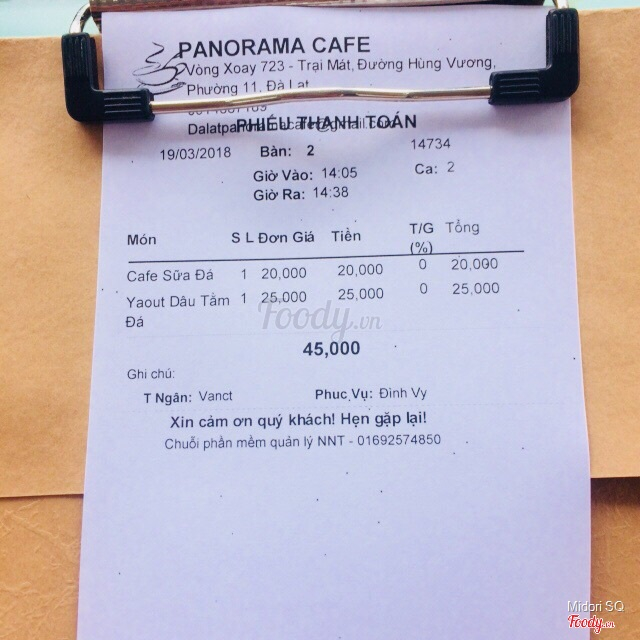 PANORAMA CAFE
Vòng Xoay 723 - Trại Mát, Đường Hùng Vương,
Phường 11, Đà Lạt
Dalatpanoramacafe@gmail.com
PHIẾU THANH TOÁN
19/03/2018 Bàn: 2 14734
Giờ Vào: 14:05 Ca: 2
Giờ Ra: 14:38
Món S L Đơn Giá Tiền T/G (%) Tổng
Cafe Sữa Đá 1 20,000 20,000 0 20,000
Yaout Dâu Tằm 1 25,000 25,000 0 25,000
Đá
Foody.vn
45,000
Ghi chú:
T Ngân: Vanct Phục Vụ: Đình Vy
Xin cảm ơn quý khách! Hẹn gặp lại!
Chuỗi phần mềm quản lý NNT - 01692574850
Midori SQ
Foody.vn